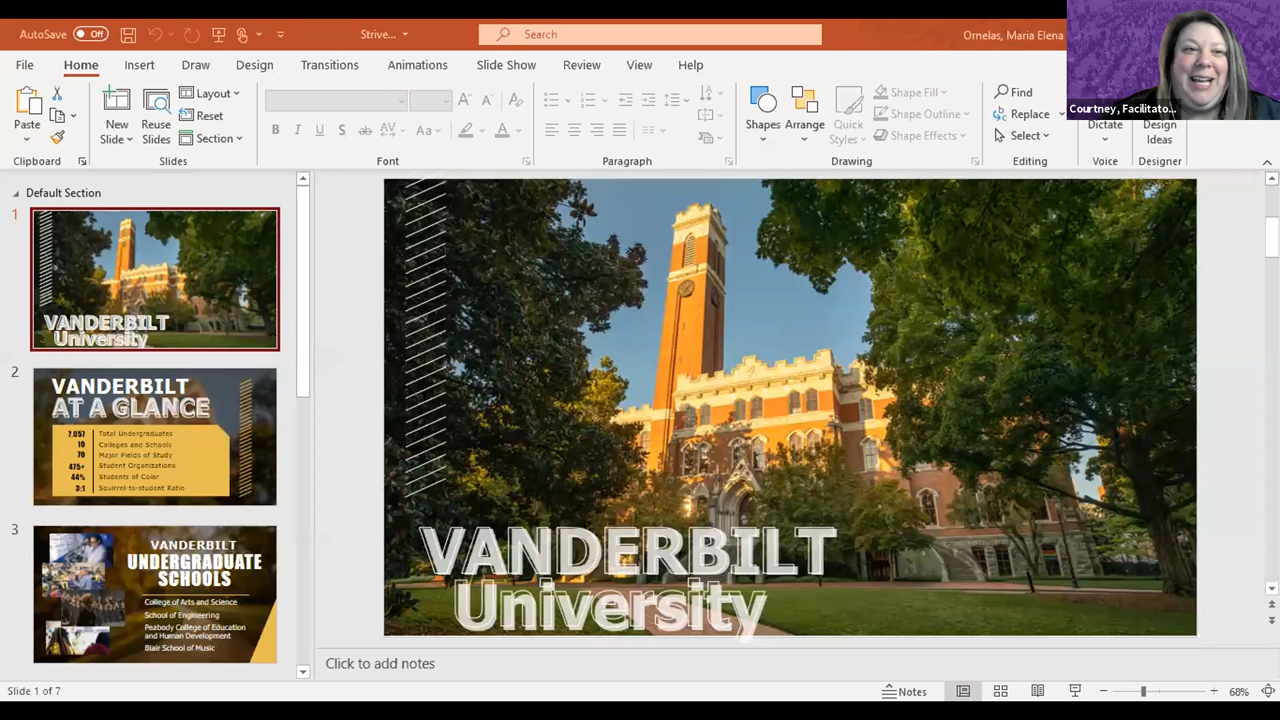 AutoSave Off
Strive...
Search
Ornelas, Maria Elena
File Home Insert Draw Design Transitions Animations Slide Show Review View Help
Courtney, Facilitato...
Paste
New
Slide
Reuse
Slides
Layout
Reset
Section
B I U S ab AV Aa A
Shapes
Arrange
Quick
Styles
Shape Fill
Shape Outline
Shape Effects
Find
Replace
Select
Dictate
Design
Ideas
Clipboard Slides Font Paragraph Drawing Editing Voice Designer
Default Section
1
VANDERBILT
University
2
VANDERBILT
AT A GLANCE
7,057 Total Undergraduates
10 Colleges and Schools
70 Major Fields of Study
475+ Student Organizations
44% Students of Color
3:1 Squirrel-to-student Ratio
3
VANDERBILT
UNDERGRADUATE
SCHOOLS
College of Arts and Science
School of Engineering
Peabody College of Education
and Human Development
Blair School of Music
VANDERBILT
University
Click to add notes
Slide 1 of 7
Notes
68%